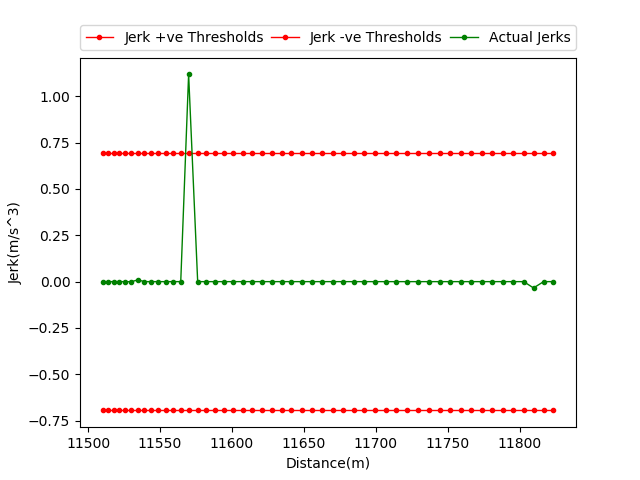 Jerk +ve Thresholds Jerk -ve Thresholds Actual Jerks
1.00
0.75
0.50
0.25
0.00
−0.25
−0.50
−0.75
Jerk(m/s^3)
11500 11550 11600 11650 11700 11750 11800
Distance(m)